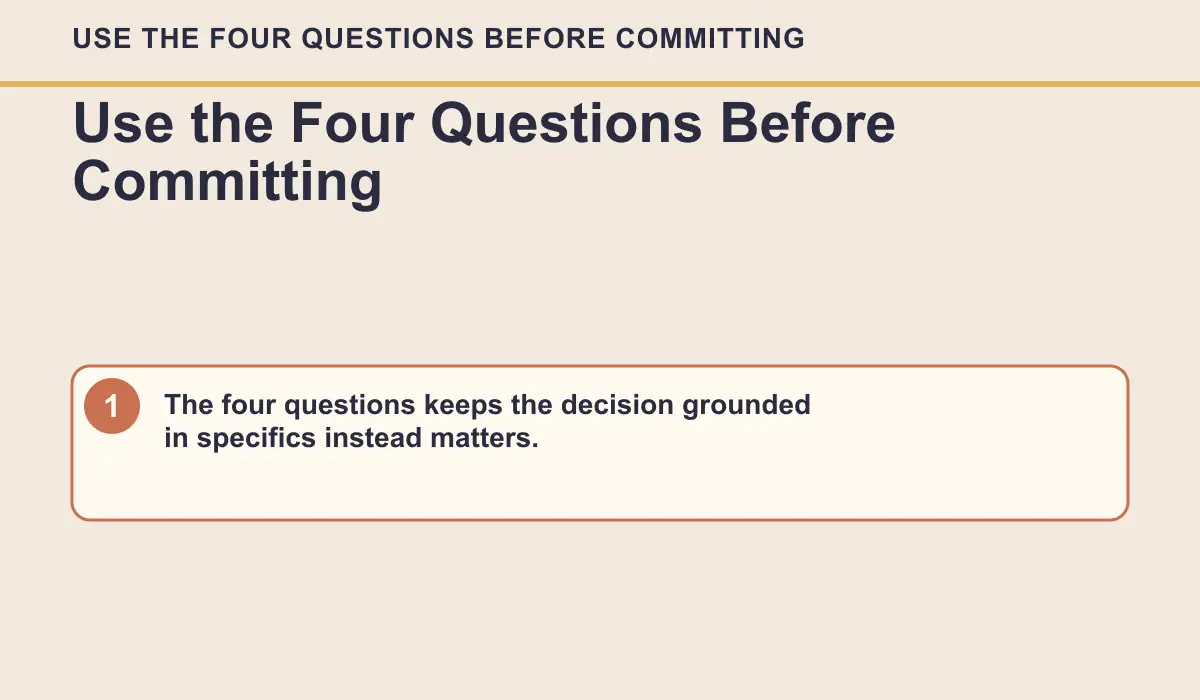 USE THE FOUR QUESTIONS BEFORE COMMITTING
Use the Four Questions Before
Committing
1
The four questions keeps the decision grounded
in specifics instead matters.